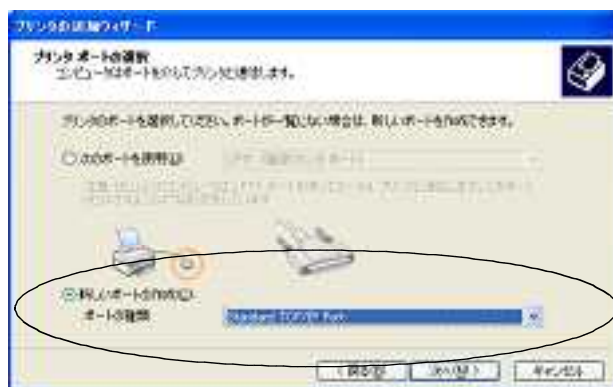 プリンタの追加ウィザード
プリンタ ポートの選択
コンピュータはポートを介してプリンタと通信します。
プリンタのポートを選択してください。ポートが一覧にない場合は、新しいポートを作成できます。
次のポートを使用(U):
新しいポートの作成(C):
ポートの種類
Standard TCP/IP Port
< 戻る(B)
次へ(N) >
キャンセル